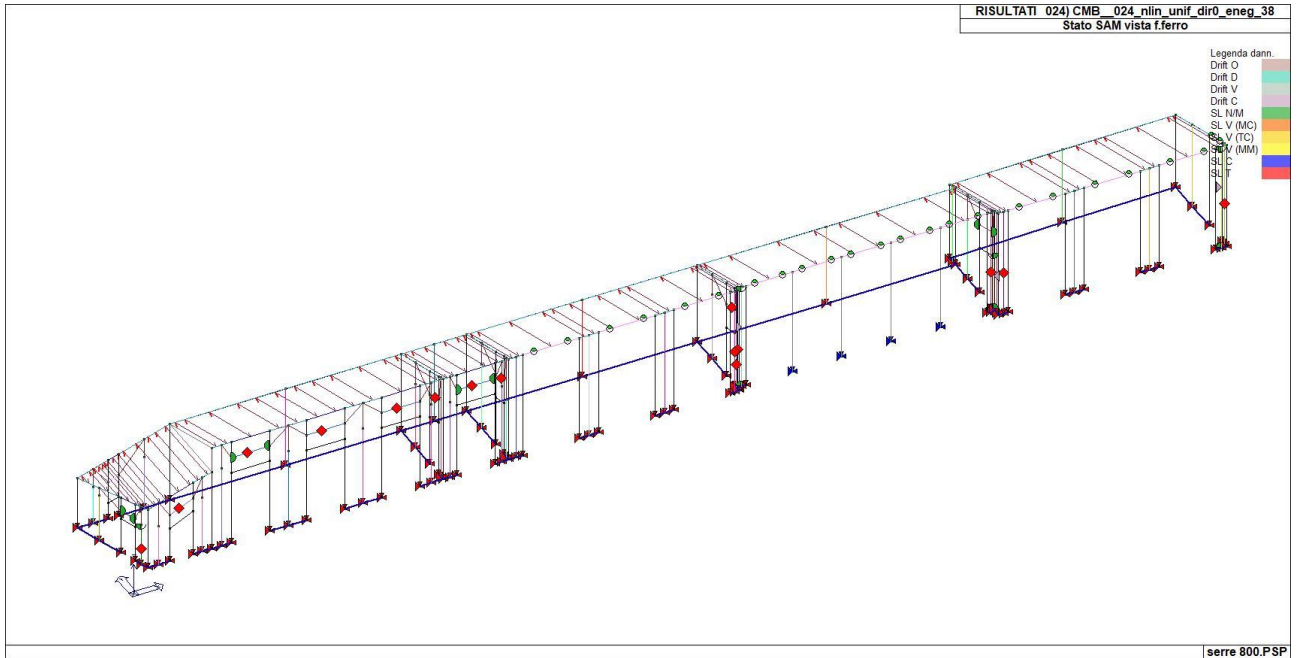 RISULTATI 024) CMB__024_nlin_unif_dir0_eneg_38
Stato SAM vista f.ferro
Legenda dann.
Drift O
Drift D
Drift V
Drift C
SL N/M
SL V (MC)
SL V (TC)
V (MM)
SL C
SL T
serre 800.PSP